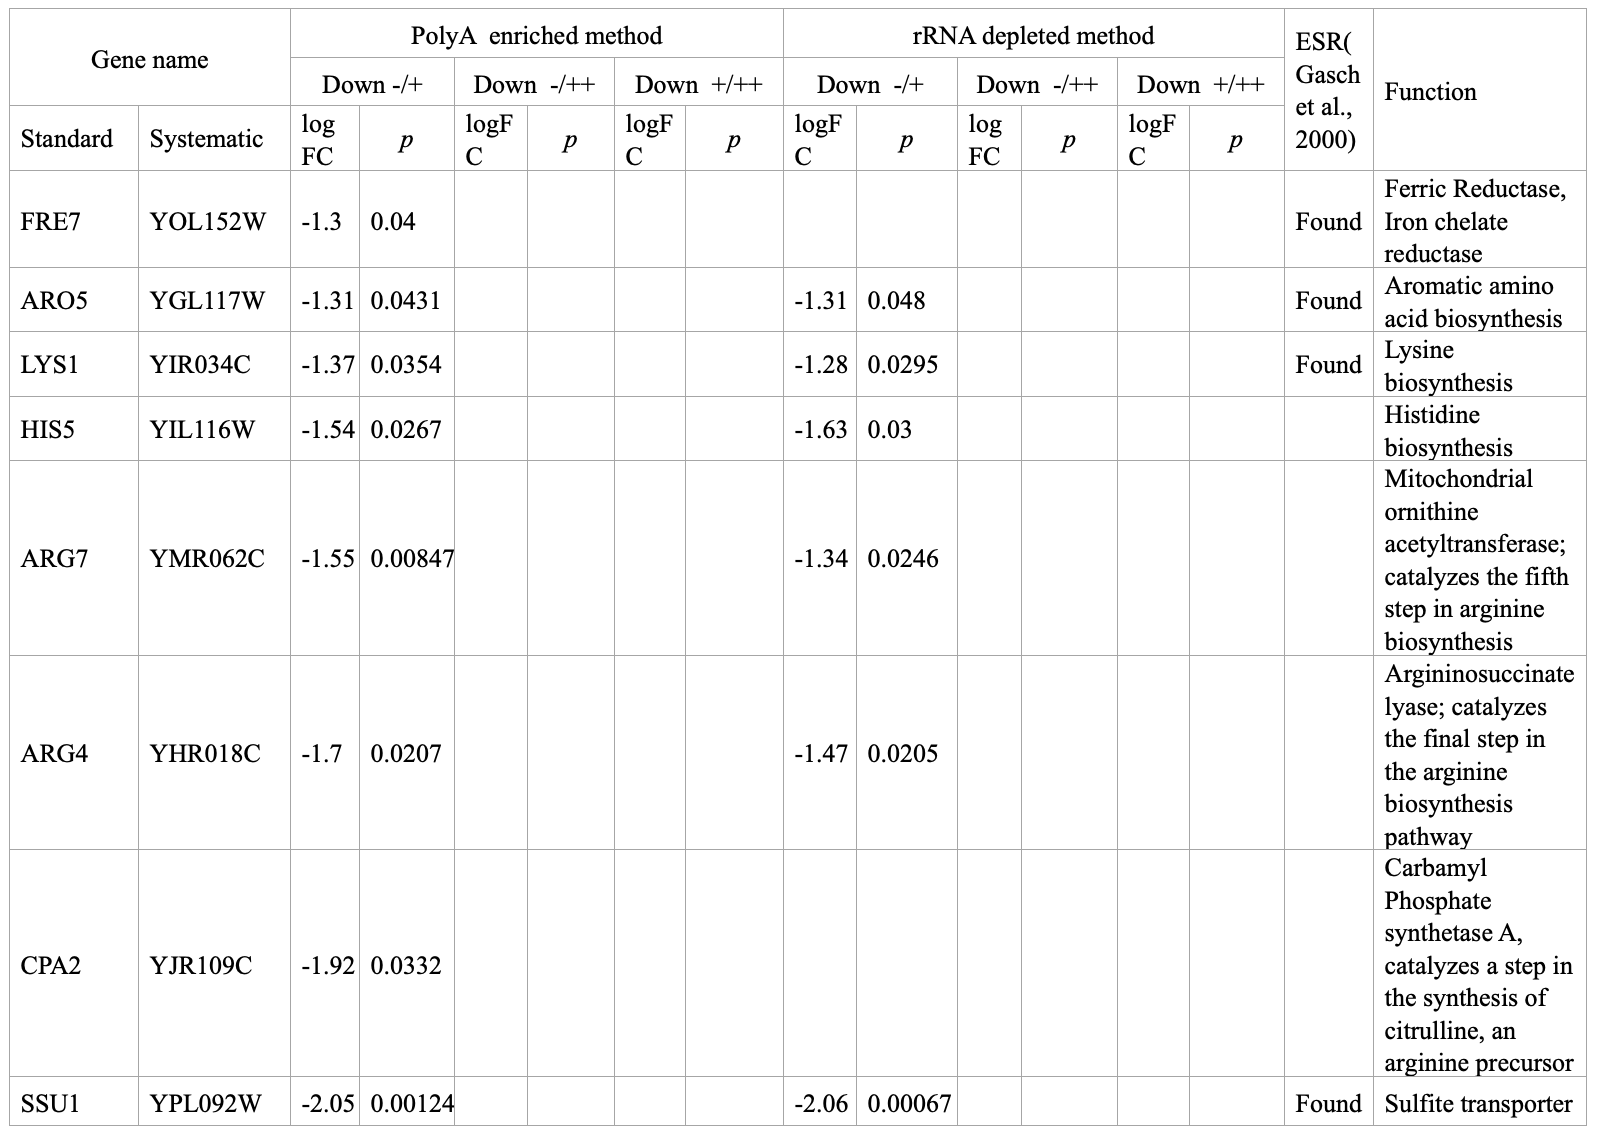 Gene name
PolyA enriched method
rRNA depleted method
ESR(
Gasch
et al.,
2000)
Function
Down -/+
Down -/++
Down +/++
Down -/+
Down -/++
Down +/++
Standard
Systematic
log
FC
p
logF
C
p
logF
C
p
logF
C
p
log
FC
p
logF
C
p
FRE7 YOL152W -1.3 0.04 Found
Ferric Reductase,
Iron chelate
reductase
ARO5 YGL117W -1.31 0.0431 -1.31 0.048 Found
Aromatic amino
acid biosynthesis
LYS1 YIR034C -1.37 0.0354 -1.28 0.0295 Found
Lysine
biosynthesis
HIS5 YIL116W -1.54 0.0267 -1.63 0.03
Histidine
biosynthesis
ARG7 YMR062C -1.55 0.00847 -1.34 0.0246
Mitochondrial
ornithine
acetyltransferase;
catalyzes the fifth
step in arginine
biosynthesis
ARG4 YHR018C -1.7 0.0207 -1.47 0.0205
Argininosuccinate
lyase; catalyzes
the final step in
the arginine
biosynthesis
pathway
CPA2 YJR109C -1.92 0.0332
Carbamyl
Phosphate
synthetase A,
catalyzes a step in
the synthesis of
citrulline, an
arginine precursor
SSU1 YPL092W -2.05 0.00124 -2.06 0.00067 Found Sulfite transporter